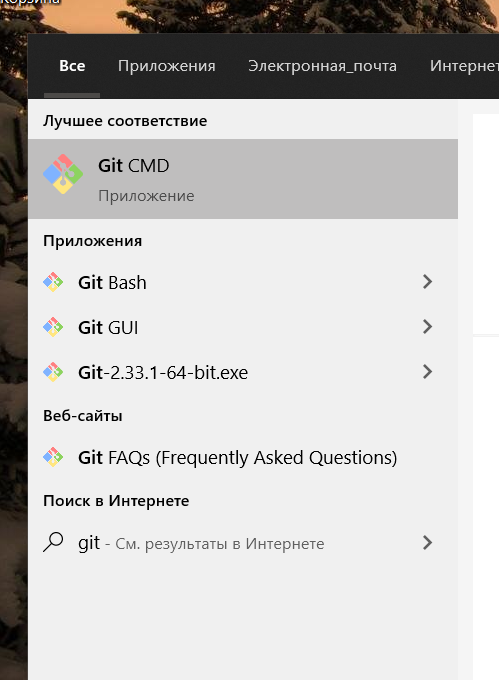 Корзина
Все Приложения Электронная_почта Интернет
Лучшее соответствие
Git CMD
Приложение
Приложения
Git Bash
Git GUI
Git-2.33.1-64-bit.exe
Веб-сайты
Git FAQs (Frequently Asked Questions)
Поиск в Интернете
git - См. результаты в Интернете